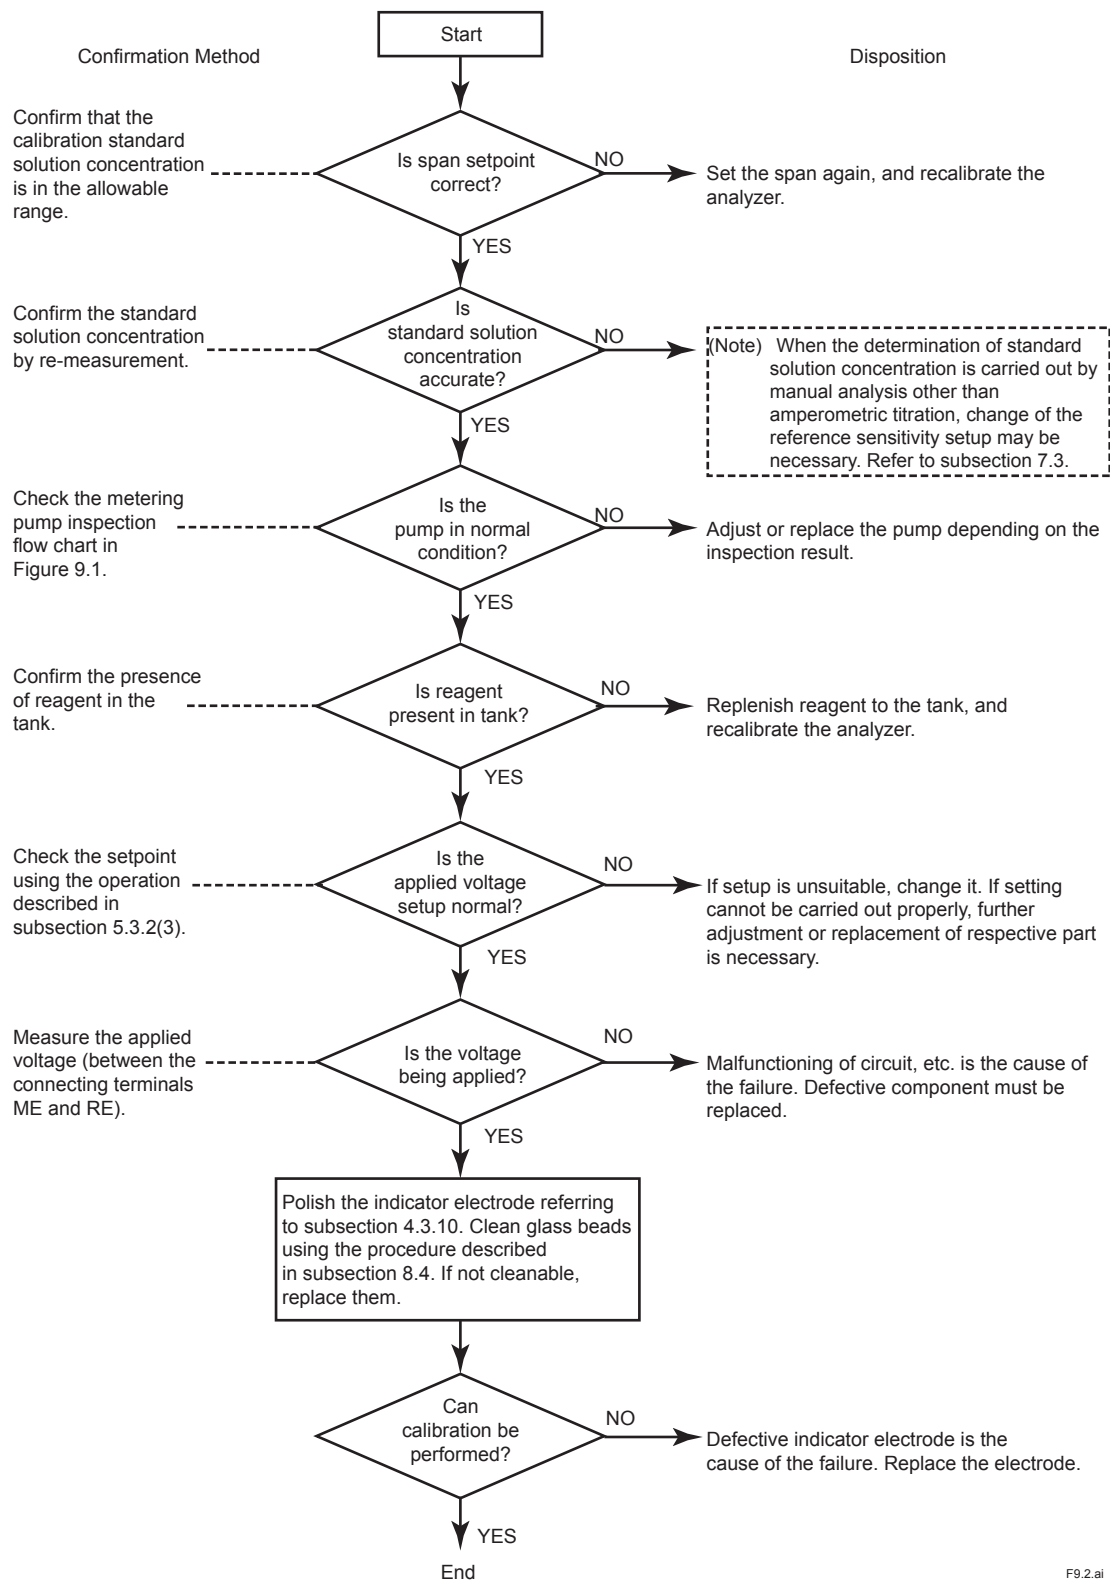 Start
Confirmation Method
Disposition
Confirm that the
calibration standard
solution concentration
is in the allowable
range.
Is span setpoint
correct?
NO
Set the span again, and recalibrate the
analyzer.
YES
Confirm the standard
solution concentration
by re-measurement.
Is
standard solution
concentration
accurate?
NO
(Note) When the determination of standard
solution concentration is carried out by
manual analysis other than
amperometric titration, change of the
reference sensitivity setup may be
necessary. Refer to subsection 7.3.
YES
Check the metering
pump inspection
flow chart in
Figure 9.1.
Is the
pump in normal
condition?
NO
Adjust or replace the pump depending on the
inspection result.
YES
Confirm the presence
of reagent in the
tank.
Is reagent
present in tank?
NO
Replenish reagent to the tank, and
recalibrate the analyzer.
YES
Check the setpoint
using the operation
described in
subsection 5.3.2(3).
Is the
applied voltage
setup normal?
NO
If setup is unsuitable, change it. If setting
cannot be carried out properly, further
adjustment or replacement of respective part
is necessary.
YES
Measure the applied
voltage (between the
connecting terminals
ME and RE).
Is the voltage
being applied?
NO
Malfunctioning of circuit, etc. is the cause of
the failure. Defective component must be
replaced.
YES
Polish the indicator electrode referring
to subsection 4.3.10. Clean glass beads
using the procedure described
in subsection 8.4. If not cleanable,
replace them.
Can
calibration be
performed?
NO
Defective indicator electrode is the
cause of the failure. Replace the electrode.
YES
End
F9.2.ai